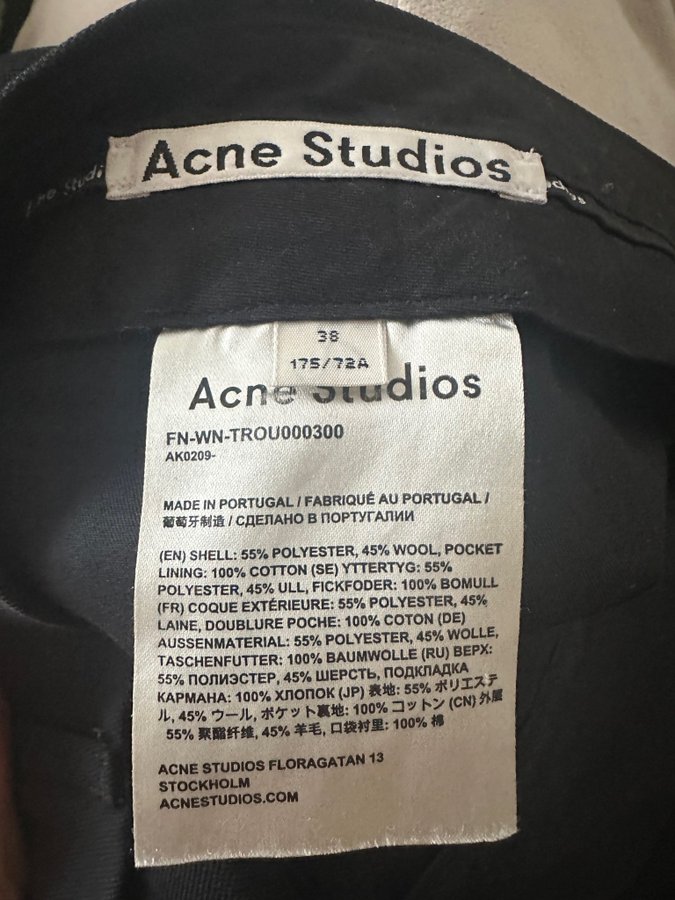 Acne Studios
38
175/72A
Acne Studios
FN-WN-TROU000300
AK0209-
MADE IN PORTUGAL / FABRIQUÉ AU PORTUGAL /
葡萄牙制造 / СДЕЛАНО В ПОРТУГАЛИИ
(EN) SHELL: 55% POLYESTER, 45% WOOL, POCKET
LINING: 100% COTTON (SE) YTTERTYG: 55%
POLYESTER, 45% ULL, FICKFODER: 100% BOMULL
(FR) COQUE EXTÉRIEURE: 55% POLYESTER, 45%
LAINE, DOUBLURE POCHE: 100% COTON (DE)
AUSSENMATERIAL: 55% POLYESTER, 45% WOLLE,
TASCHENFUTTER: 100% BAUMWOLLE (RU) ВЕРХ:
55% ПОЛИЭСТЕР, 45% ШЕРСТЬ, ПОДКЛАДКА
КАРМАНА: 100% ХЛОПОК (JP) 表地: 55% ポリエステ
ル, 45% ウール, ポケット裏地: 100% コットン (CN) 外层
55% 聚酯纤维, 45% 羊毛, 口袋衬里: 100% 棉
ACNE STUDIOS FLORAGATAN 13
STOCKHOLM
ACNESTUDIOS.COM